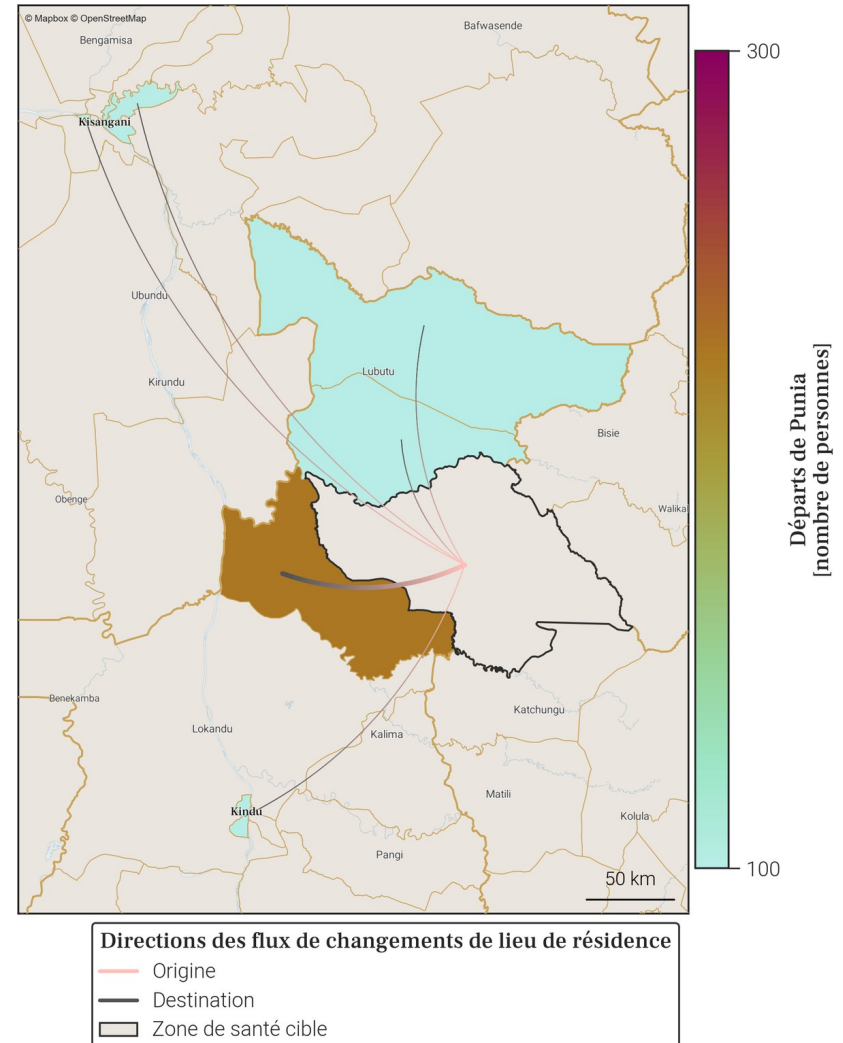 © Mapbox © OpenStreetMap
Bafwasende
Bengamisa
300
Kisangani
Ubundu
Lubutu
Kirundu
Bisie
Obenge
Walikal
Départs de Punia
[nombre de personnes]
Benekamba
Katchungu
Lokandu
Kalima
Matili
Kindu
Kolula
Pangi
50 km
100
Directions des flux de changements de lieu de résidence
Origine
Destination
Zone de santé cible